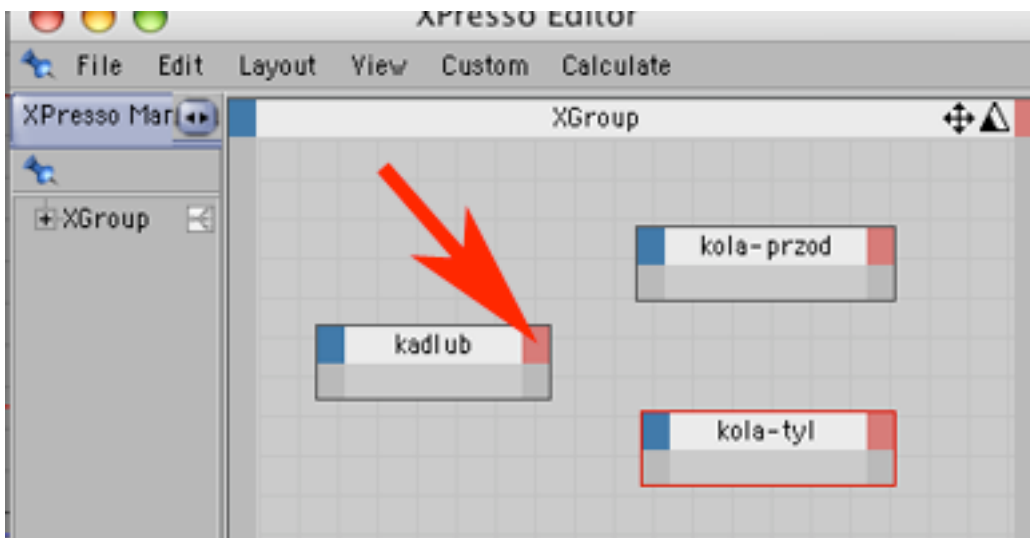 XPresso Editor
File Edit Layout View Custom Calculate
XPresso Mar
XGroup
XGroup
kola-przod
kadlub
kola-tyl